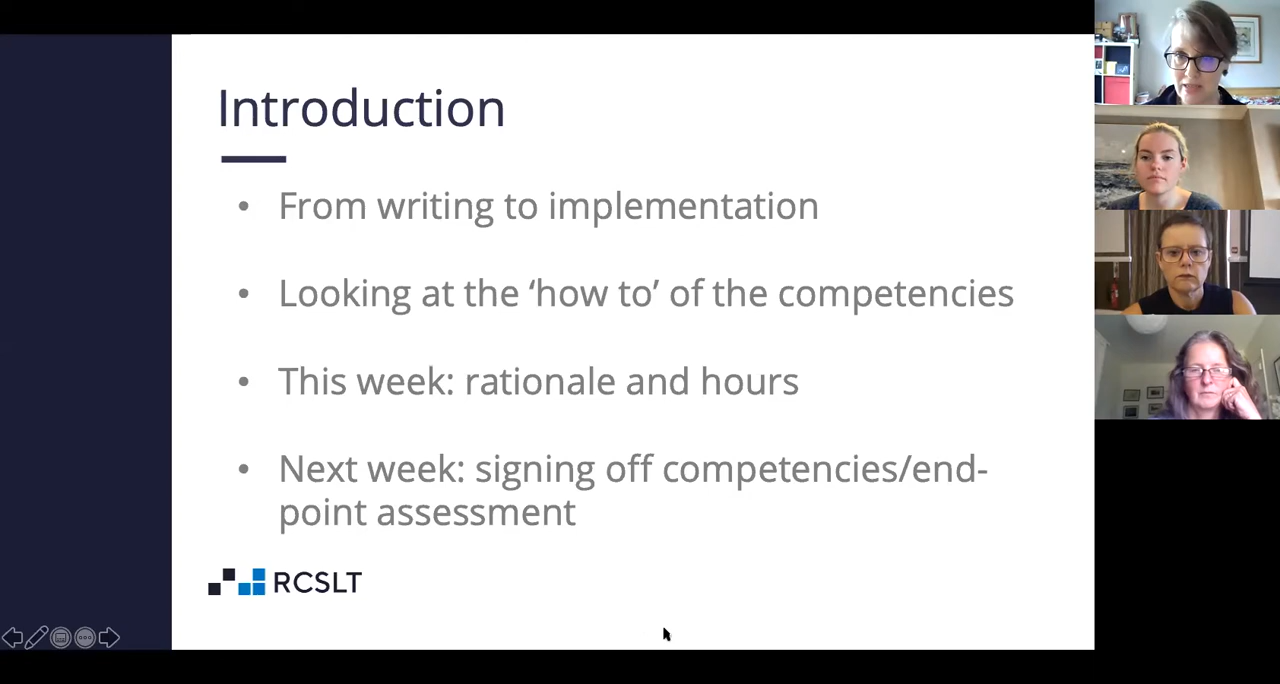 Introduction
• From writing to implementation
• Looking at the ‘how to’ of the competencies
• This week: rationale and hours
• Next week: signing off competencies/end-
point assessment
RCSLT